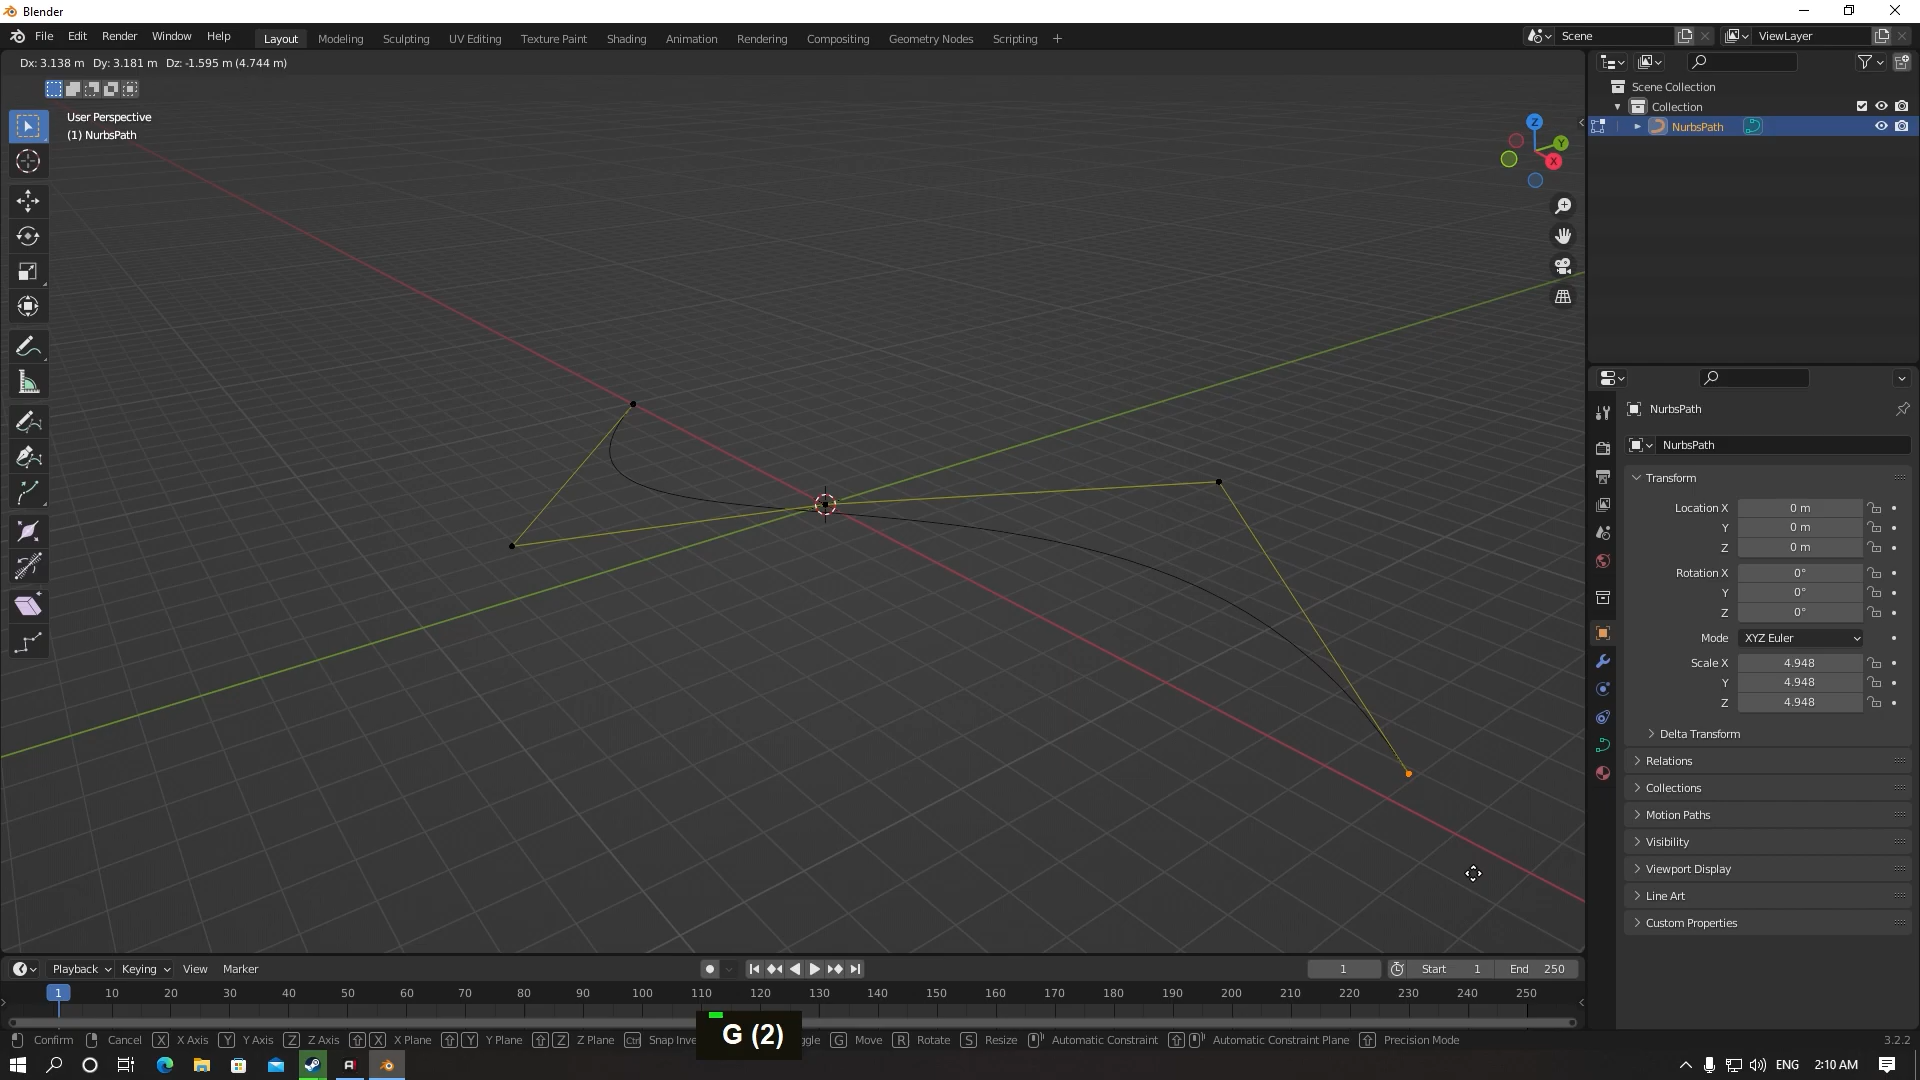 Blender
File Edit Render Window Help
Layout Modeling Sculpting UV Editing Texture Paint Shading Animation Rendering Compositing Geometry Nodes Scripting +
Scene
ViewLayer
Dx: 3.138 m Dy: 3.181 m Dz: -1.595 m (4.744 m)
User Perspective
(1) NurbsPath
Z
Y
X
Scene Collection
Collection
NurbsPath
NurbsPath
NurbsPath
Transform
Location X 0 m
Y 0 m
Z 0 m
Rotation X 0°
Y 0°
Z 0°
Mode XYZ Euler
Scale X 4.948
Y 4.948
Z 4.948
Delta Transform
Relations
Collections
Motion Paths
Visibility
Viewport Display
Line Art
Custom Properties
Playback Keying View Marker
1
Start 1
End 250
1 10 20 30 40 50 60 70 80 90 100 110 120 130 140 150 160 170 180 190 200 210 220 230 240 250
G (2)
Confirm Cancel X X Axis Y Y Axis Z Z Axis X X Plane Y Y Plane Z Z Plane Ctrl Snap Inve ggle G Move R Rotate S Resize Automatic Constraint Automatic Constraint Plane Precision Mode 3.2.2
ENG 2:10 AM